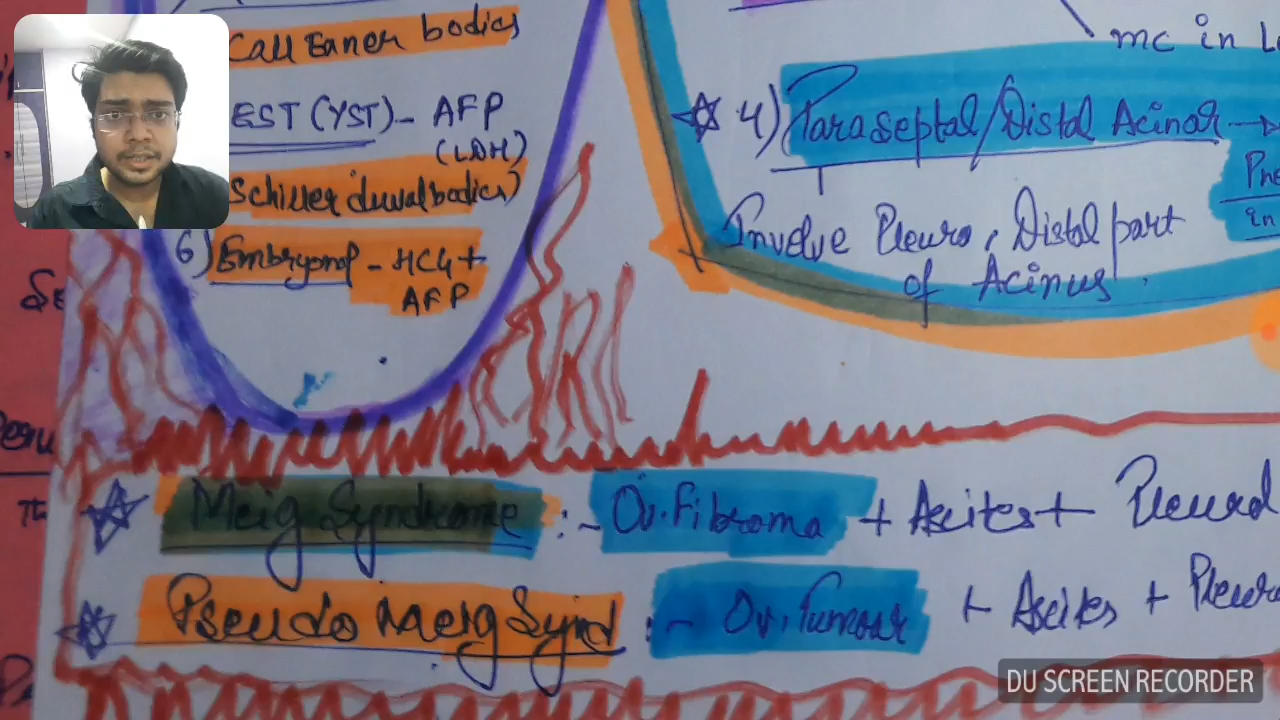 Call Exner bodies
EST (YST) - AFP
(LDH)
Schiller duval bodies)
6) Embryonal - HCG +
AFP
mc in
4) Paraseptal/Distal Acinar →
Involve Pleura, Distal part
of Acinus.
Meig Syndrome :- Ov. Fibroma + Ascites + Pleural
Pseudo Meig Synd :- Ov. Tumour + Ascites + Pleura
DU SCREEN RECORDER